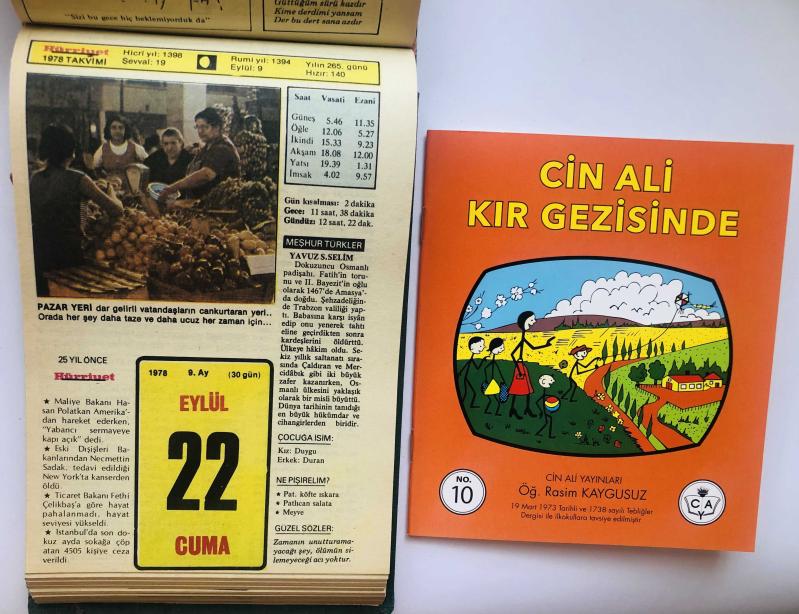 "Sizi bu gece hiç beklemiyorduk da"
Güttüğüm sürü kazdır
Kime derdimi yansam
Der bu dert sana azdır
Hürriyet
1978 TAKVİMİ
Hicrî yıl: 1398
Şevval: 19
Rumî yıl: 1394
Eylül: 9
Yılın 265. günü
Hızır: 140
Saat Vasati Ezani
Güneş 5.46 11.35
Öğle 12.06 5.27
İkindi 15.33 9.23
Akşam 18.08 12.00
Yatsı 19.39 1.31
İmsak 4.02 9.57
Gün kısalması: 2 dakika
Gece: 11 saat, 38 dakika
Gündüz: 12 saat, 22 dak.
PAZAR YERİ dar gelirli vatandaşların cankurtaran yeri..
Orada her şey daha taze ve daha ucuz her zaman için...
MEŞHUR TÜRKLER
YAVUZ S.SELİM
Dokuzuncu Osmanlı
padişahı. Fatih'in toru-
nu ve II. Bayezit'in oğlu
olarak 1467'de Amasya'-
da doğdu. Şehzadeliğin-
de Trabzon valiliği yap-
tı. Babasına karşı isyân
edip onu yenerek tahtı
eline geçirdikten sonra
kardeşlerini öldürttü.
Ülkeye hâkim oldu. Se-
kiz yıllık saltanatı sıra-
sında Çaldıran ve Mer-
cidâbık gibi iki büyük
zafer kazanırken, Os-
manlı ülkesini yaklaşık
olarak bir misli büyüttü.
Dünya tarihinin tanıdığı
en büyük hükümdar ve
cihangirlerden biridir.
ÇOCUĞA İSİM:
Kız: Duygu
Erkek: Duran
NE PİŞİRELİM?
★ Pat. köfte ıskara
★ Patlıcan salata
★ Meyve
GÜZEL SÖZLER:
Zamanın unutturama-
yacağı şey, ölümün si-
lemeyeceği acı yoktur.
25 YIL ÖNCE
Hürriyet
★ Maliye Bakanı Ha-
san Polatkan Amerika'-
dan hareket ederken,
"Yabancı sermayeye
kapı açık" dedi.
★ Eski Dışişleri Ba-
kanlarından Necmettin
Sadak, tedavi edildiği
New York'ta kanserden
öldü.
★ Ticaret Bakanı Fethi
Çelikbaş'a göre hayat
pahalanmadı, hayat
seviyesi yükseldi.
★ İstanbul'da son do-
kuz ayda sokağa çöp
atan 4505 kişiye ceza
verildi.
1978 9. Ay (30 gün)
EYLÜL
22
CUMA
CİN ALİ
KIR GEZİSİNDE
NO.
10
CİN ALİ YAYINLARI
Öğ. Rasim KAYGUSUZ
19 Mart 1973 Tarihli ve 1738 sayılı Tebliğler
Dergisi ile ilkokullara tavsiye edilmiştir
C A